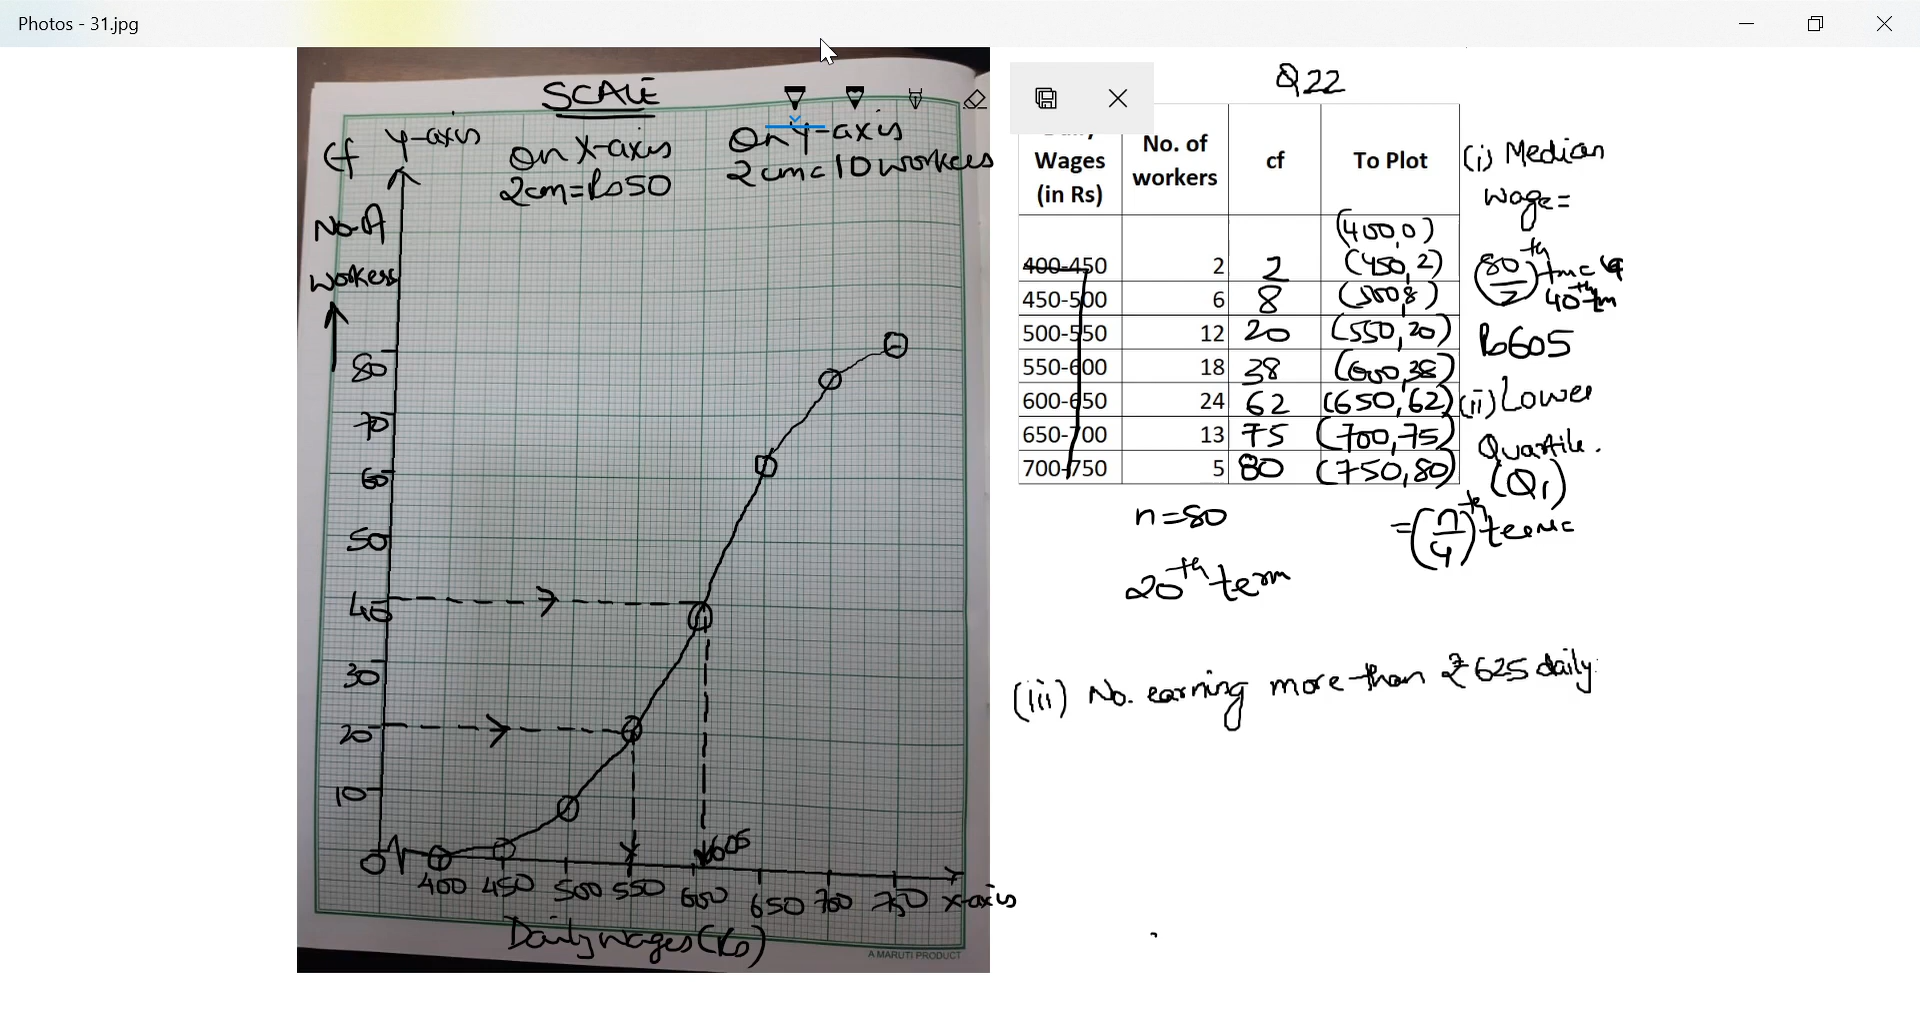 Photos - 31.jpg
SCALE
cf Y-axis
On X-axis
2cm=Rs50
On Y-axis
2cm=10 workers
No. of
workers
80
70
60
50
40
30
20
10
0
605
400 450 500 550 600 650 700 750 X-axis
Daily wages (Rs)
A MARUTI PRODUCT
Q22
Wages (in Rs) No. of workers cf To Plot
(400,0)
400-450 2 2 (450,2)
450-500 6 8 (500,8)
500-550 12 20 (550,20)
550-600 18 38 (600,38)
600-650 24 62 (650,62)
650-700 13 75 (700,75)
700-750 5 80 (750,80)
n=80
20th term
(i) Median
wage=
(80/2)th
40th
Rs605
(ii) Lower
Quartile.
(Q1)
=(n/4)th term
(iii) No. earning more than ₹625 daily.